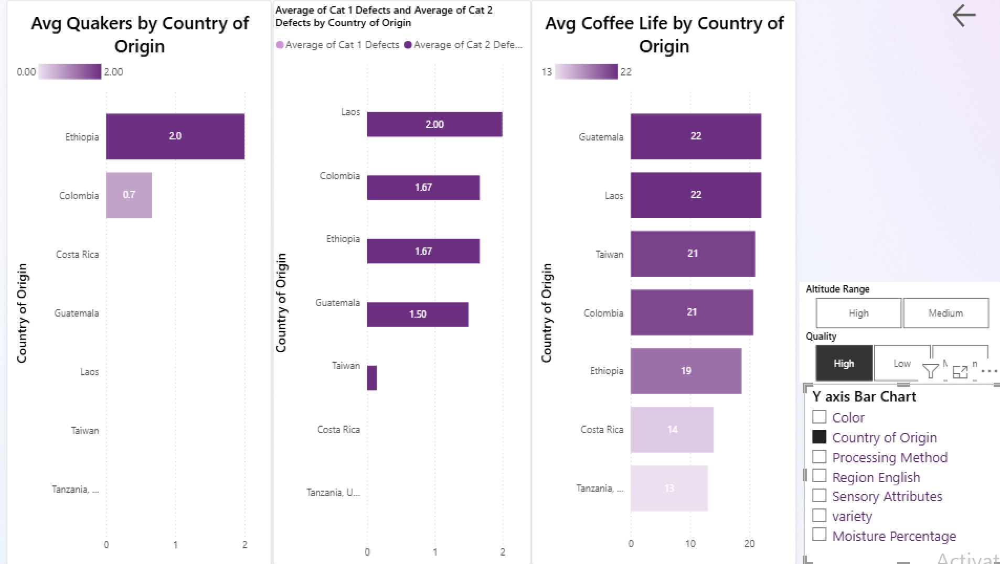 Avg Quakers by Country of
Origin
0.00
2.00
Country of Origin
Ethiopia
2.0
Colombia
0.7
Costa Rica
Guatemala
Laos
Taiwan
Tanzania, ...
0
1
2
Average of Cat 1 Defects and Average of Cat 2
Defects by Country of Origin
Average of Cat 1 Defects
Average of Cat 2 Defe...
Country of Origin
Laos
2.00
Colombia
1.67
Ethiopia
1.67
Guatemala
1.50
Taiwan
Costa Rica
Tanzania, U...
0
1
2
Avg Coffee Life by Country of
Origin
13
22
Country of Origin
Guatemala
22
Laos
22
Taiwan
21
Colombia
21
Ethiopia
19
Costa Rica
14
Tanzania, ...
13
0
10
20
Altitude Range
High
Medium
Quality
High
Low
Y axis Bar Chart
Color
Country of Origin
Processing Method
Region English
Sensory Attributes
variety
Moisture Percentage
Activat